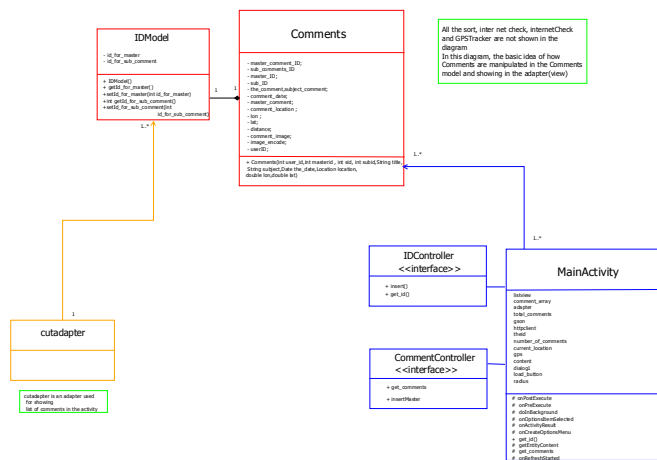 IDModel
- id_for_master
- id_for_sub_comment
+ IDModel()
+ getId_for_master()
+setId_for_master(int id_for_master)
+int getId_for_sub_comment()
+setId_for_sub_comment(int
id_for_sub_comment)
1
1
1..*
Comments
- master_comment_ID;
- sub_comments_ID
- master_ID;
- sub_ID
- the_comment,subject_comment;
- comment_date;
- master_comment;
- comment_location ;
- lon ;
- lat;
- distance;
- comment_image;
- image_encode;
- userID;
+ Comments(int user_id,int masterid , int sid, int subid,String title,
String subject,Date the_date,Location location,
double lon,double lat)
All the sort, inter net check, internetCheck
and GPSTracker are not shown in the
diagram
In this diagram, the basic idea of how
Comments are manipulated in the Comments
model and showing in the adapter(view)
1..*
1..*
IDController
<<interface>>
+ insert()
+ get_id()
CommentController
<<interface>>
+ get_comments
+ insertMaster
MainActivity
listview
comment_array
adapter
total_comments
gson
httpclient
theid
number_of_comments
current_location
gps
content
dialog1
load_button
radius
# onPostExecute
# onPreExecute
# doInBackground
# onOptionsItemSelected
# onActivityResult
# onCreateOptionsMenu
+ get_id()
# getEntityContent
# get_comments
# onRefreshStarted
1
cutadapter
cutadapter is an adapter used
for showing
list of comments in the activity